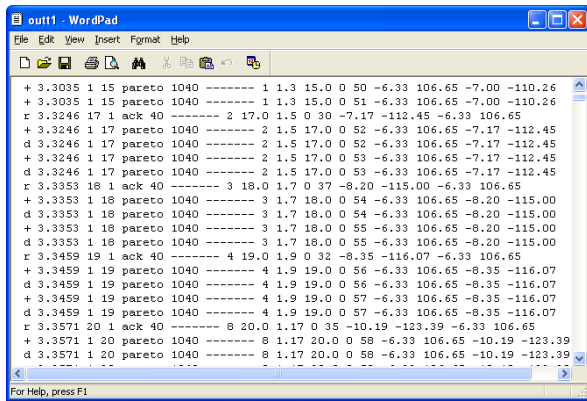 outt1 - WordPad
File Edit View Insert Format Help
+ 3.3035 1 15 pareto 1040 ------- 1 1.3 15.0 0 50 -6.33 106.65 -7.00 -110.26
+ 3.3035 1 15 pareto 1040 ------- 1 1.3 15.0 0 51 -6.33 106.65 -7.00 -110.26
r 3.3246 17 1 ack 40 ------- 2 17.0 1.5 0 30 -7.17 -112.45 -6.33 106.65
+ 3.3246 1 17 pareto 1040 ------- 2 1.5 17.0 0 52 -6.33 106.65 -7.17 -112.45
d 3.3246 1 17 pareto 1040 ------- 2 1.5 17.0 0 52 -6.33 106.65 -7.17 -112.45
+ 3.3246 1 17 pareto 1040 ------- 2 1.5 17.0 0 53 -6.33 106.65 -7.17 -112.45
d 3.3246 1 17 pareto 1040 ------- 2 1.5 17.0 0 53 -6.33 106.65 -7.17 -112.45
r 3.3353 18 1 ack 40 ------- 3 18.0 1.7 0 37 -8.20 -115.00 -6.33 106.65
+ 3.3353 1 18 pareto 1040 ------- 3 1.7 18.0 0 54 -6.33 106.65 -8.20 -115.00
d 3.3353 1 18 pareto 1040 ------- 3 1.7 18.0 0 54 -6.33 106.65 -8.20 -115.00
+ 3.3353 1 18 pareto 1040 ------- 3 1.7 18.0 0 55 -6.33 106.65 -8.20 -115.00
d 3.3353 1 18 pareto 1040 ------- 3 1.7 18.0 0 55 -6.33 106.65 -8.20 -115.00
r 3.3459 19 1 ack 40 ------- 4 19.0 1.9 0 32 -8.35 -116.07 -6.33 106.65
+ 3.3459 1 19 pareto 1040 ------- 4 1.9 19.0 0 56 -6.33 106.65 -8.35 -116.07
d 3.3459 1 19 pareto 1040 ------- 4 1.9 19.0 0 56 -6.33 106.65 -8.35 -116.07
+ 3.3459 1 19 pareto 1040 ------- 4 1.9 19.0 0 57 -6.33 106.65 -8.35 -116.07
d 3.3459 1 19 pareto 1040 ------- 4 1.9 19.0 0 57 -6.33 106.65 -8.35 -116.07
r 3.3571 20 1 ack 40 ------- 8 20.0 1.17 0 35 -10.19 -123.39 -6.33 106.65
+ 3.3571 1 20 pareto 1040 ------- 8 1.17 20.0 0 58 -6.33 106.65 -10.19 -123.39
d 3.3571 1 20 pareto 1040 ------- 8 1.17 20.0 0 58 -6.33 106.65 -10.19 -123.39
For Help, press F1